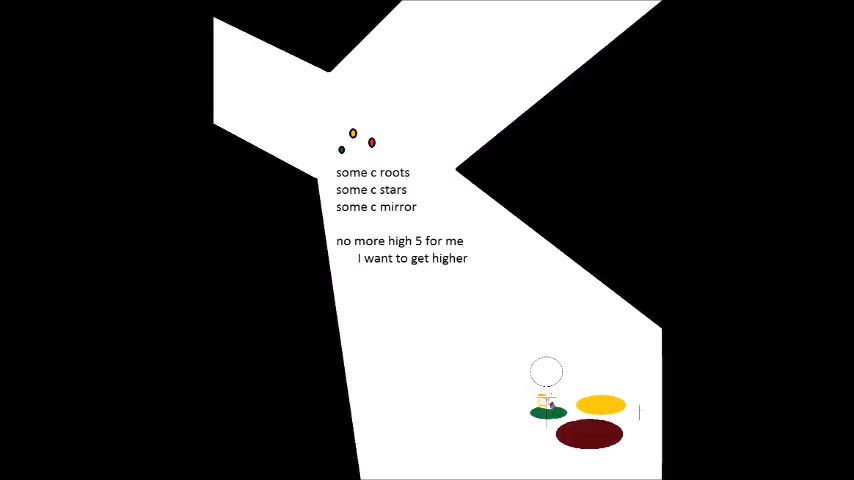 some c roots
some c stars
some c mirror
no more high 5 for me
I want to get higher